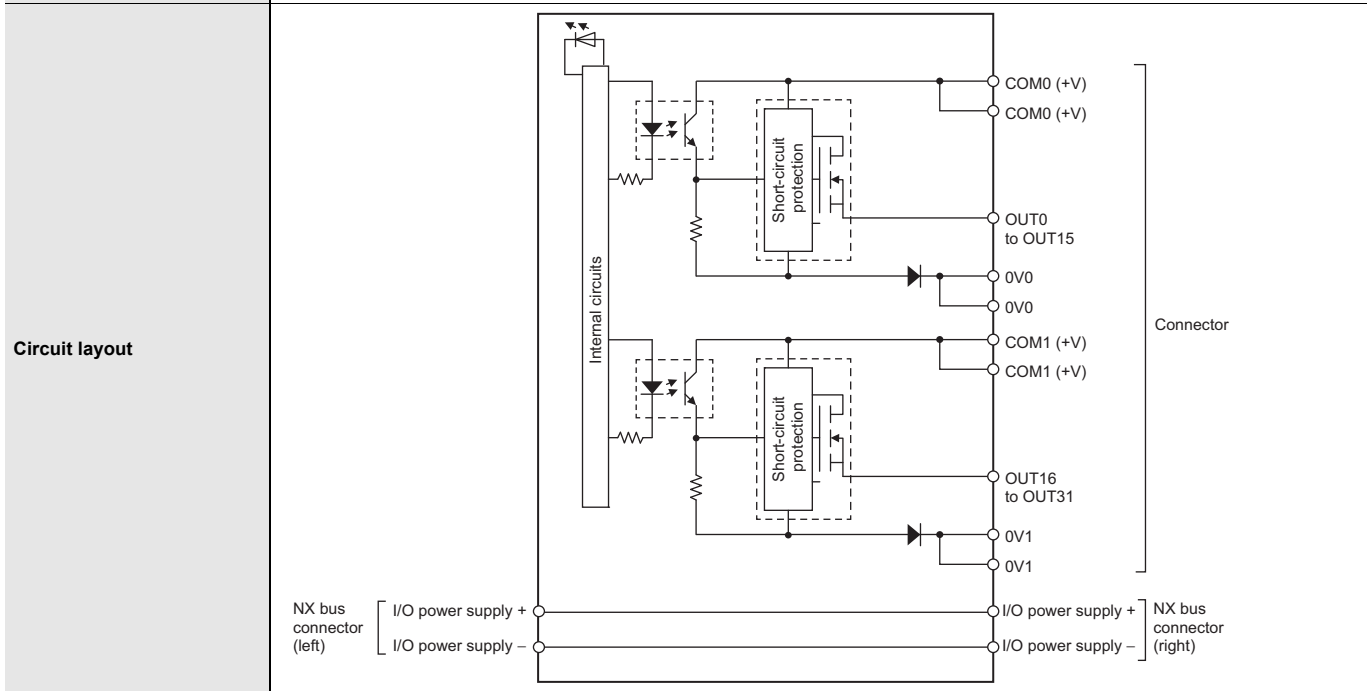 Circuit layout
Internal circuits
Short-circuit
protection
COM0 (+V)
COM0 (+V)
OUT0
to OUT15
0V0
0V0
Short-circuit
protection
COM1 (+V)
COM1 (+V)
OUT16
to OUT31
0V1
0V1
Connector
NX bus
connector
(left)
I/O power supply +
I/O power supply –
I/O power supply +
I/O power supply –
NX bus
connector
(right)